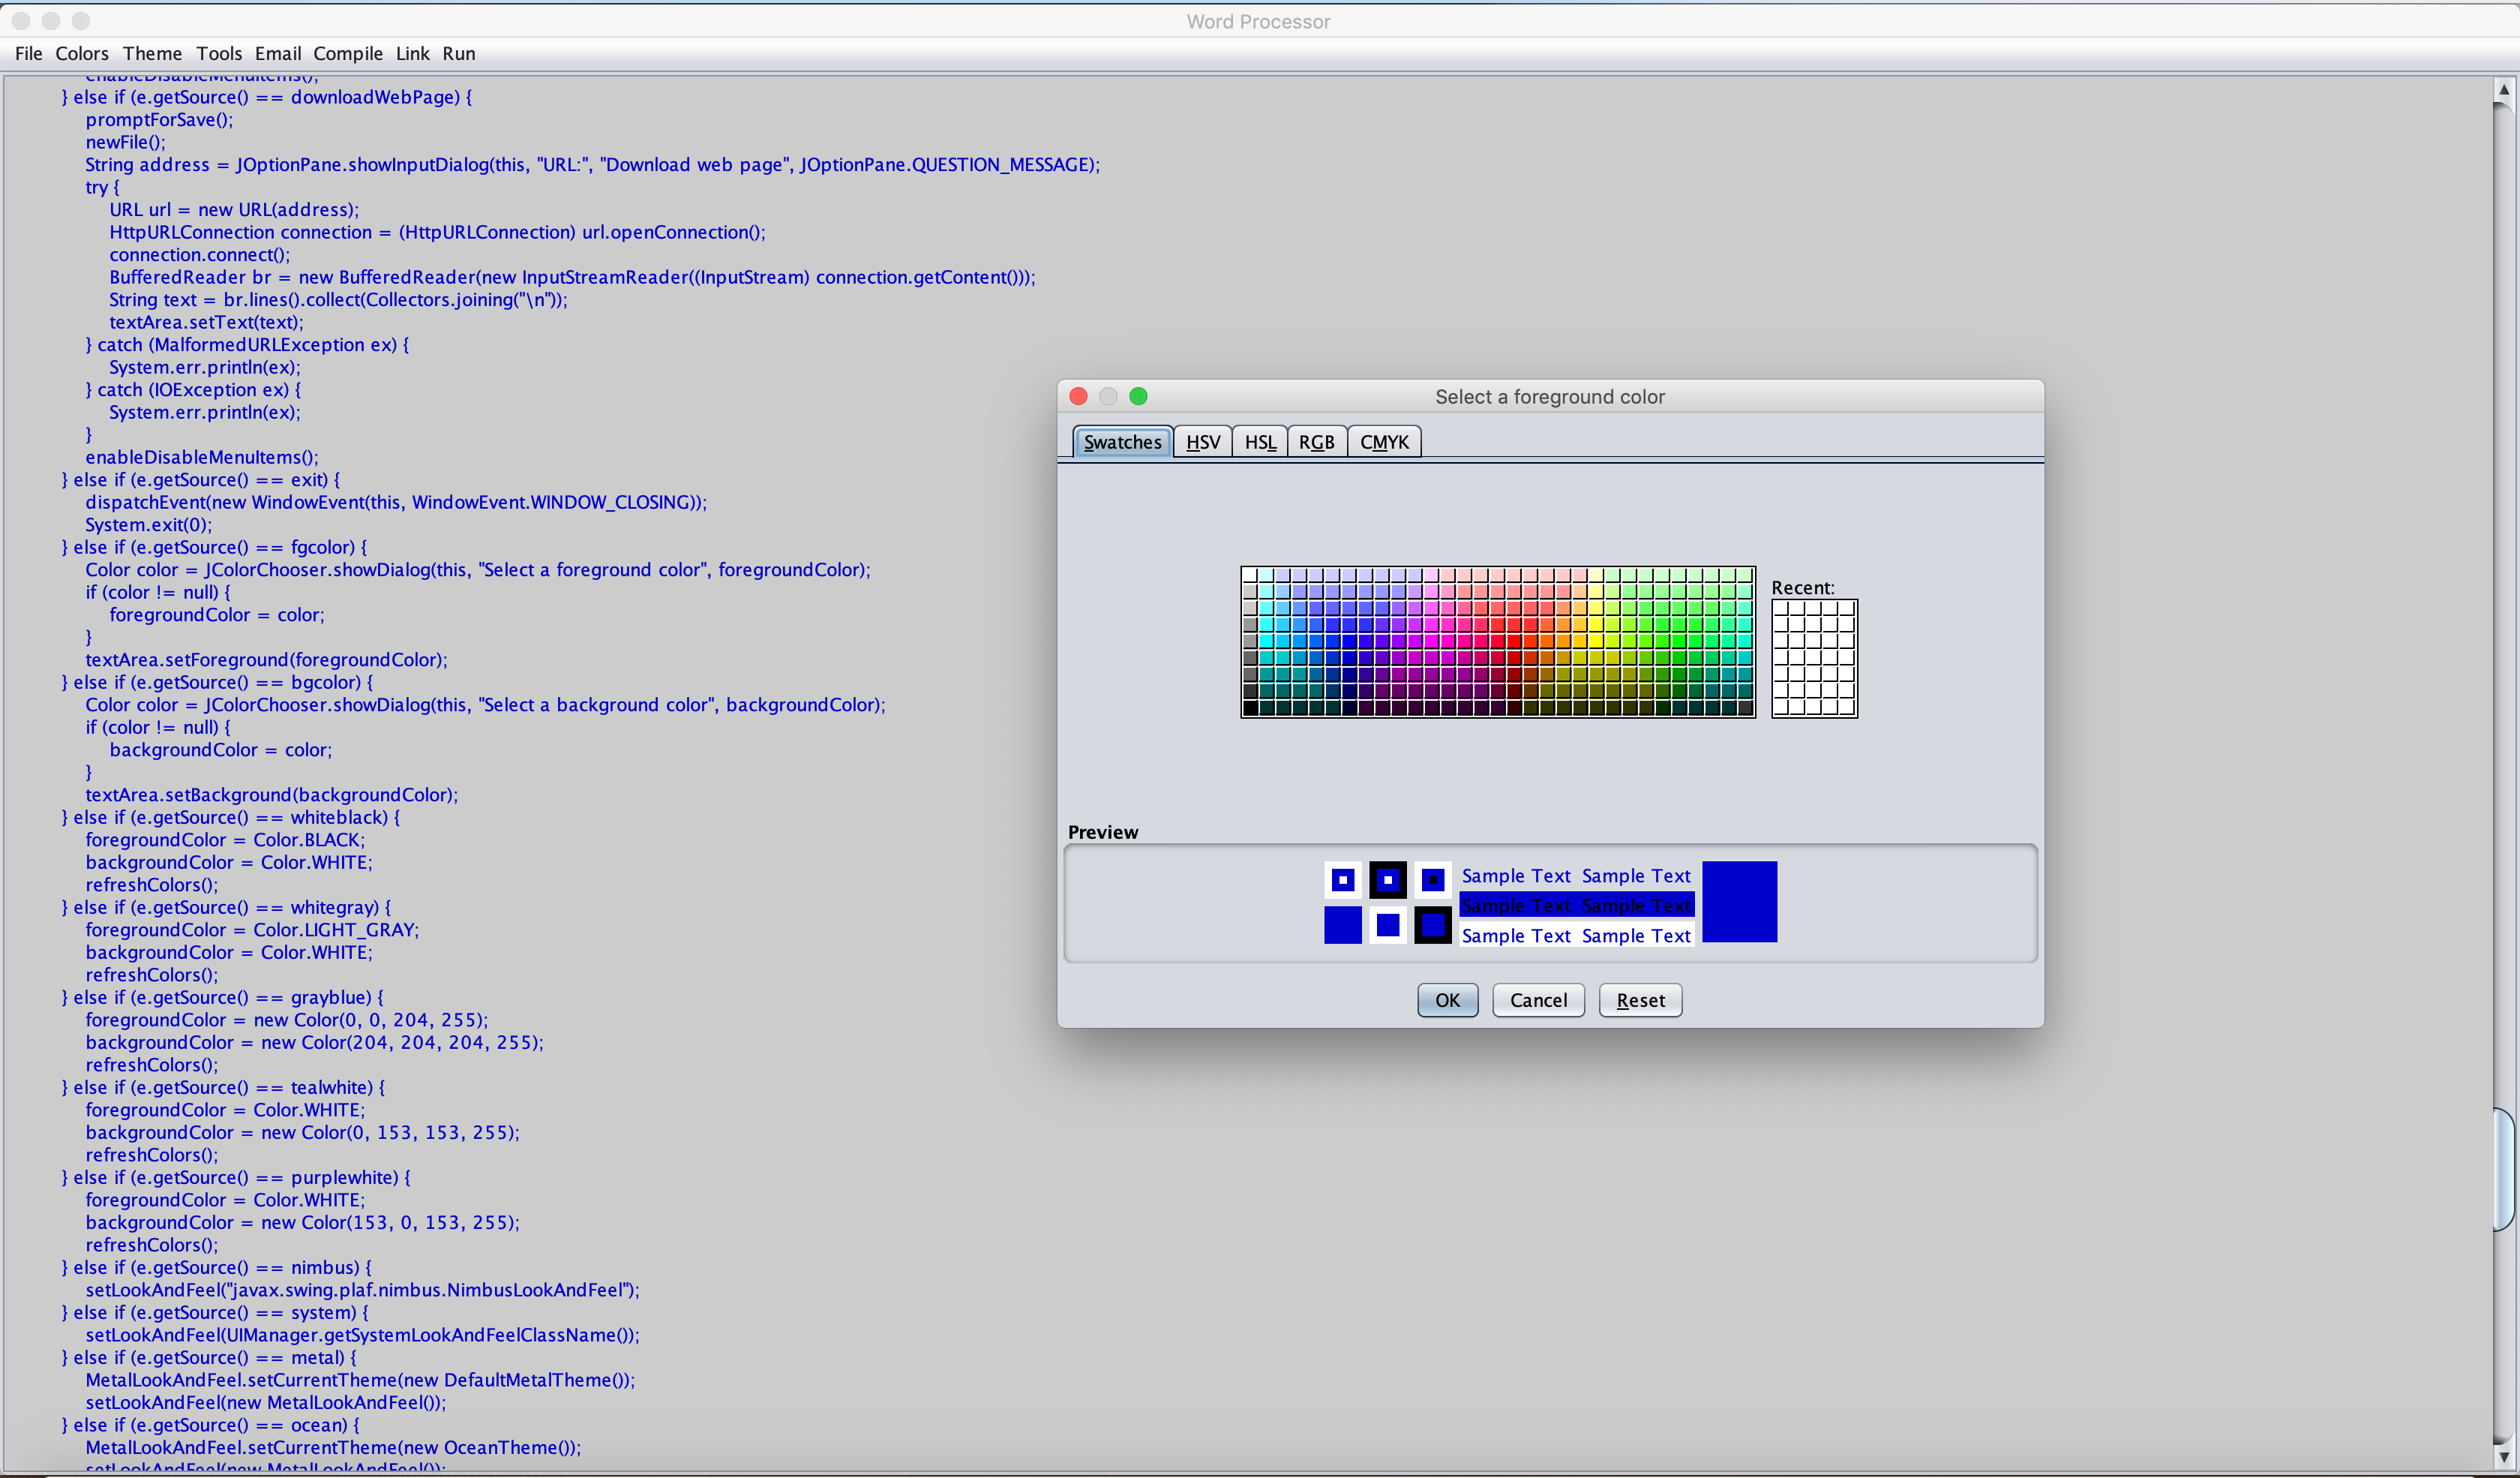 Word Processor
File Colors Theme Tools Email Compile Link Run
enableDisableMenuItems();
} else if (e.getSource() == downloadWebPage) {
promptForSave();
newFile();
String address = JOptionPane.showInputDialog(this, "URL:", "Download web page", JOptionPane.QUESTION_MESSAGE);
try {
URL url = new URL(address);
HttpURLConnection connection = (HttpURLConnection) url.openConnection();
connection.connect();
BufferedReader br = new BufferedReader(new InputStreamReader((InputStream) connection.getContent()));
String text = br.lines().collect(Collectors.joining("\n"));
textArea.setText(text);
} catch (MalformedURLException ex) {
System.err.println(ex);
} catch (IOException ex) {
System.err.println(ex);
}
enableDisableMenuItems();
} else if (e.getSource() == exit) {
dispatchEvent(new WindowEvent(this, WindowEvent.WINDOW_CLOSING));
System.exit(0);
} else if (e.getSource() == fgcolor) {
Color color = JColorChooser.showDialog(this, "Select a foreground color", foregroundColor);
if (color != null) {
foregroundColor = color;
}
textArea.setForeground(foregroundColor);
} else if (e.getSource() == bgcolor) {
Color color = JColorChooser.showDialog(this, "Select a background color", backgroundColor);
if (color != null) {
backgroundColor = color;
}
textArea.setBackground(backgroundColor);
} else if (e.getSource() == whiteblack) {
foregroundColor = Color.BLACK;
backgroundColor = Color.WHITE;
refreshColors();
} else if (e.getSource() == whitegray) {
foregroundColor = Color.LIGHT_GRAY;
backgroundColor = Color.WHITE;
refreshColors();
} else if (e.getSource() == grayblue) {
foregroundColor = new Color(0, 0, 204, 255);
backgroundColor = new Color(204, 204, 204, 255);
refreshColors();
} else if (e.getSource() == tealwhite) {
foregroundColor = Color.WHITE;
backgroundColor = new Color(0, 153, 153, 255);
refreshColors();
} else if (e.getSource() == purplewhite) {
foregroundColor = Color.WHITE;
backgroundColor = new Color(153, 0, 153, 255);
refreshColors();
} else if (e.getSource() == nimbus) {
setLookAndFeel("javax.swing.plaf.nimbus.NimbusLookAndFeel");
} else if (e.getSource() == system) {
setLookAndFeel(UIManager.getSystemLookAndFeelClassName());
} else if (e.getSource() == metal) {
MetalLookAndFeel.setCurrentTheme(new DefaultMetalTheme());
setLookAndFeel(new MetalLookAndFeel());
} else if (e.getSource() == ocean) {
MetalLookAndFeel.setCurrentTheme(new OceanTheme());
setLookAndFeel(new MetalLookAndFeel());
Select a foreground color
Swatches HSV HSL RGB CMYK
Recent:
Preview
Sample Text Sample Text
Sample Text Sample Text
Sample Text Sample Text
OK Cancel Reset